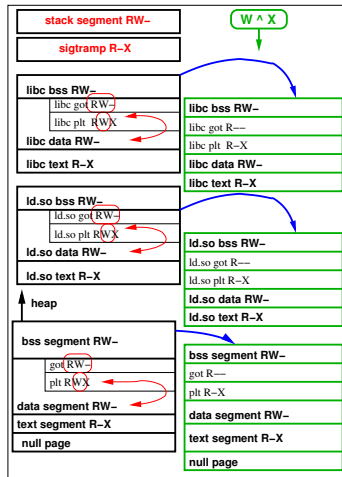 stack segment RW–
W ^ X
sigtramp R–X
libc bss RW–
libc got RW–
libc plt RWX
libc data RW–
libc text R–X
libc bss RW–
libc got R––
libc plt R–X
libc data RW–
libc text R–X
ld.so bss RW–
ld.so got RW–
ld.so plt RWX
ld.so data RW–
ld.so text R–X
ld.so bss RW–
ld.so got R––
ld.so plt R–X
ld.so data RW–
ld.so text R–X
heap
bss segment RW–
got RW–
plt RWX
data segment RW–
text segment R–X
null page
bss segment RW–
got R––
plt R–X
data segment RW–
text segment R–X
null page